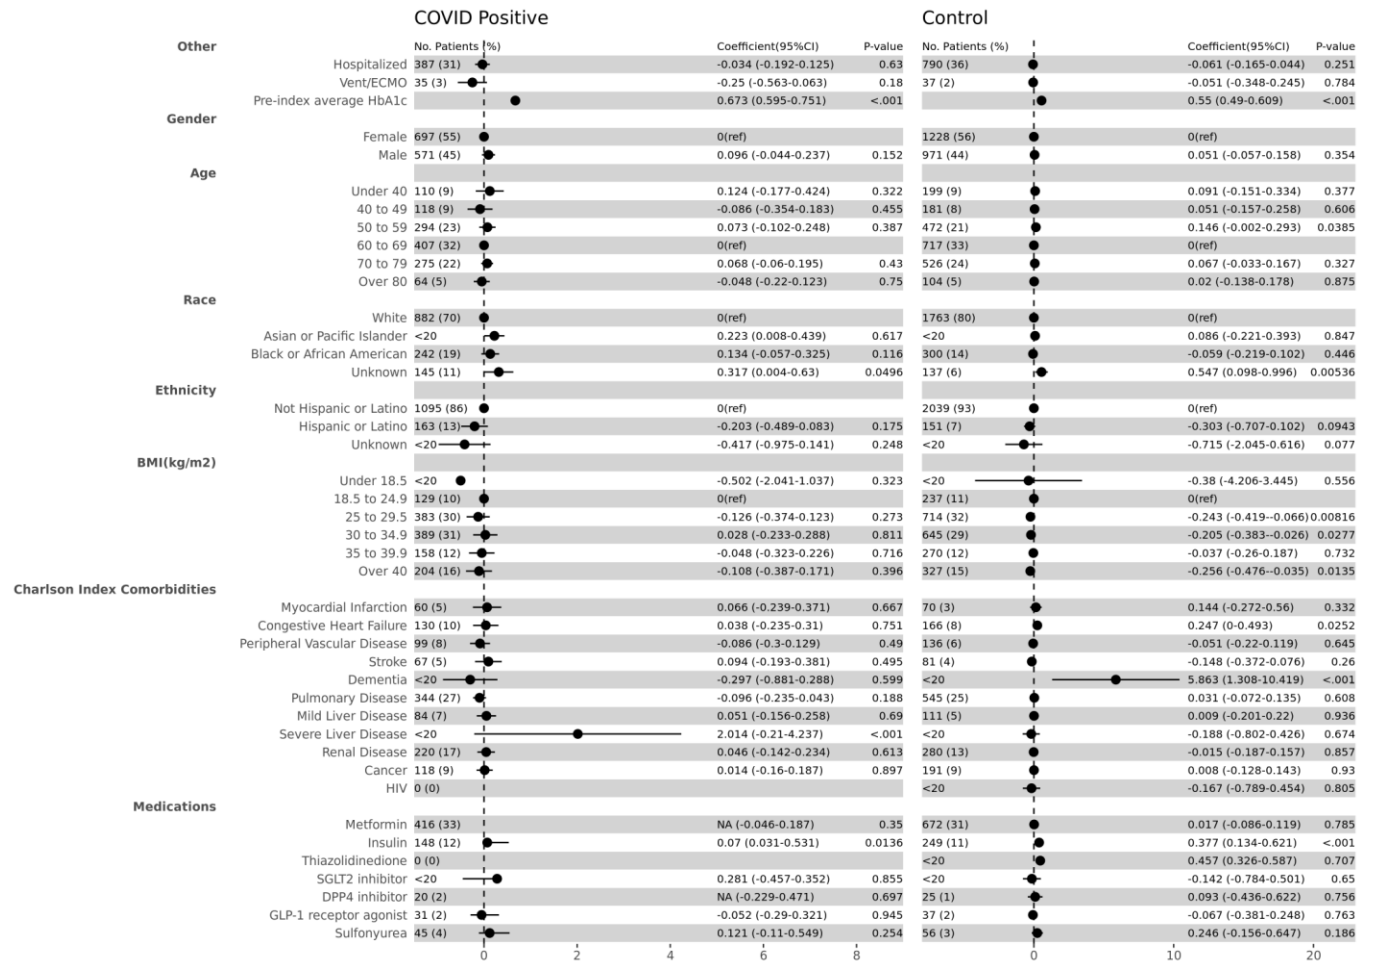 COVID Positive Control
Other No. Patients (%) Coefficient(95%CI) P-value No. Patients (%) Coefficient(95%CI) P-value
Hospitalized 387 (31) -0.034 (-0.192-0.125) 0.63 790 (36) -0.061 (-0.165-0.044) 0.251
Vent/ECMO 35 (3) -0.25 (-0.563-0.063) 0.18 37 (2) -0.051 (-0.348-0.245) 0.784
Pre-index average HbA1c 0.673 (0.595-0.751) <.001 0.55 (0.49-0.609) <.001
Gender
Female 697 (55) 0(ref) 1228 (56) 0(ref)
Male 571 (45) 0.096 (-0.044-0.237) 0.152 971 (44) 0.051 (-0.057-0.158) 0.354
Age
Under 40 110 (9) 0.124 (-0.177-0.424) 0.322 199 (9) 0.091 (-0.151-0.334) 0.377
40 to 49 118 (9) -0.086 (-0.354-0.183) 0.455 181 (8) 0.051 (-0.157-0.258) 0.606
50 to 59 294 (23) 0.073 (-0.102-0.248) 0.387 472 (21) 0.146 (-0.002-0.293) 0.0385
60 to 69 407 (32) 0(ref) 717 (33) 0(ref)
70 to 79 275 (22) 0.068 (-0.06-0.195) 0.43 526 (24) 0.067 (-0.033-0.167) 0.327
Over 80 64 (5) -0.048 (-0.22-0.123) 0.75 104 (5) 0.02 (-0.138-0.178) 0.875
Race
White 882 (70) 0(ref) 1763 (80) 0(ref)
Asian or Pacific Islander <20 0.223 (0.008-0.439) 0.617 <20 0.086 (-0.221-0.393) 0.847
Black or African American 242 (19) 0.134 (-0.057-0.325) 0.116 300 (14) -0.059 (-0.219-0.102) 0.446
Unknown 145 (11) 0.317 (0.004-0.63) 0.0496 137 (6) 0.547 (0.098-0.996) 0.00536
Ethnicity
Not Hispanic or Latino 1095 (86) 0(ref) 2039 (93) 0(ref)
Hispanic or Latino 163 (13) -0.203 (-0.489-0.083) 0.175 151 (7) -0.303 (-0.707-0.102) 0.0943
Unknown <20 -0.417 (-0.975-0.141) 0.248 <20 -0.715 (-2.045-0.616) 0.077
BMI(kg/m2)
Under 18.5 <20 -0.502 (-2.041-1.037) 0.323 <20 -0.38 (-4.206-3.445) 0.556
18.5 to 24.9 129 (10) 0(ref) 237 (11) 0(ref)
25 to 29.5 383 (30) -0.126 (-0.374-0.123) 0.273 714 (32) -0.243 (-0.419--0.066) 0.00816
30 to 34.9 389 (31) 0.028 (-0.233-0.288) 0.811 645 (29) -0.205 (-0.383--0.026) 0.0277
35 to 39.9 158 (12) -0.048 (-0.323-0.226) 0.716 270 (12) -0.037 (-0.26-0.187) 0.732
Over 40 204 (16) -0.108 (-0.387-0.171) 0.396 327 (15) -0.256 (-0.476--0.035) 0.0135
Charlson Index Comorbidities
Myocardial Infarction 60 (5) 0.066 (-0.239-0.371) 0.667 70 (3) 0.144 (-0.272-0.56) 0.332
Congestive Heart Failure 130 (10) 0.038 (-0.235-0.31) 0.751 166 (8) 0.247 (0-0.493) 0.0252
Peripheral Vascular Disease 99 (8) -0.086 (-0.3-0.129) 0.49 136 (6) -0.051 (-0.22-0.119) 0.645
Stroke 67 (5) 0.094 (-0.193-0.381) 0.495 81 (4) -0.148 (-0.372-0.076) 0.26
Dementia <20 -0.297 (-0.881-0.288) 0.599 <20 5.863 (1.308-10.419) <.001
Pulmonary Disease 344 (27) -0.096 (-0.235-0.043) 0.188 545 (25) 0.031 (-0.072-0.135) 0.608
Mild Liver Disease 84 (7) 0.051 (-0.156-0.258) 0.69 111 (5) 0.009 (-0.201-0.22) 0.936
Severe Liver Disease <20 2.014 (-0.21-4.237) <.001 <20 -0.188 (-0.802-0.426) 0.674
Renal Disease 220 (17) 0.046 (-0.142-0.234) 0.613 280 (13) -0.015 (-0.187-0.157) 0.857
Cancer 118 (9) 0.014 (-0.16-0.187) 0.897 191 (9) 0.008 (-0.128-0.143) 0.93
HIV 0 (0) <20 -0.167 (-0.789-0.454) 0.805
Medications
Metformin 416 (33) NA (-0.046-0.187) 0.35 672 (31) 0.017 (-0.086-0.119) 0.785
Insulin 148 (12) 0.07 (0.031-0.531) 0.0136 249 (11) 0.377 (0.134-0.621) <.001
Thiazolidinedione 0 (0) <20 0.457 (0.326-0.587) 0.707
SGLT2 inhibitor <20 0.281 (-0.457-0.352) 0.855 <20 -0.142 (-0.784-0.501) 0.65
DPP4 inhibitor 20 (2) NA (-0.229-0.471) 0.697 25 (1) 0.093 (-0.436-0.622) 0.756
GLP-1 receptor agonist 31 (2) -0.052 (-0.29-0.321) 0.945 37 (2) -0.067 (-0.381-0.248) 0.763
Sulfonyurea 45 (4) 0.121 (-0.11-0.549) 0.254 56 (3) 0.246 (-0.156-0.647) 0.186
0 2 4 6 8 0 10 20